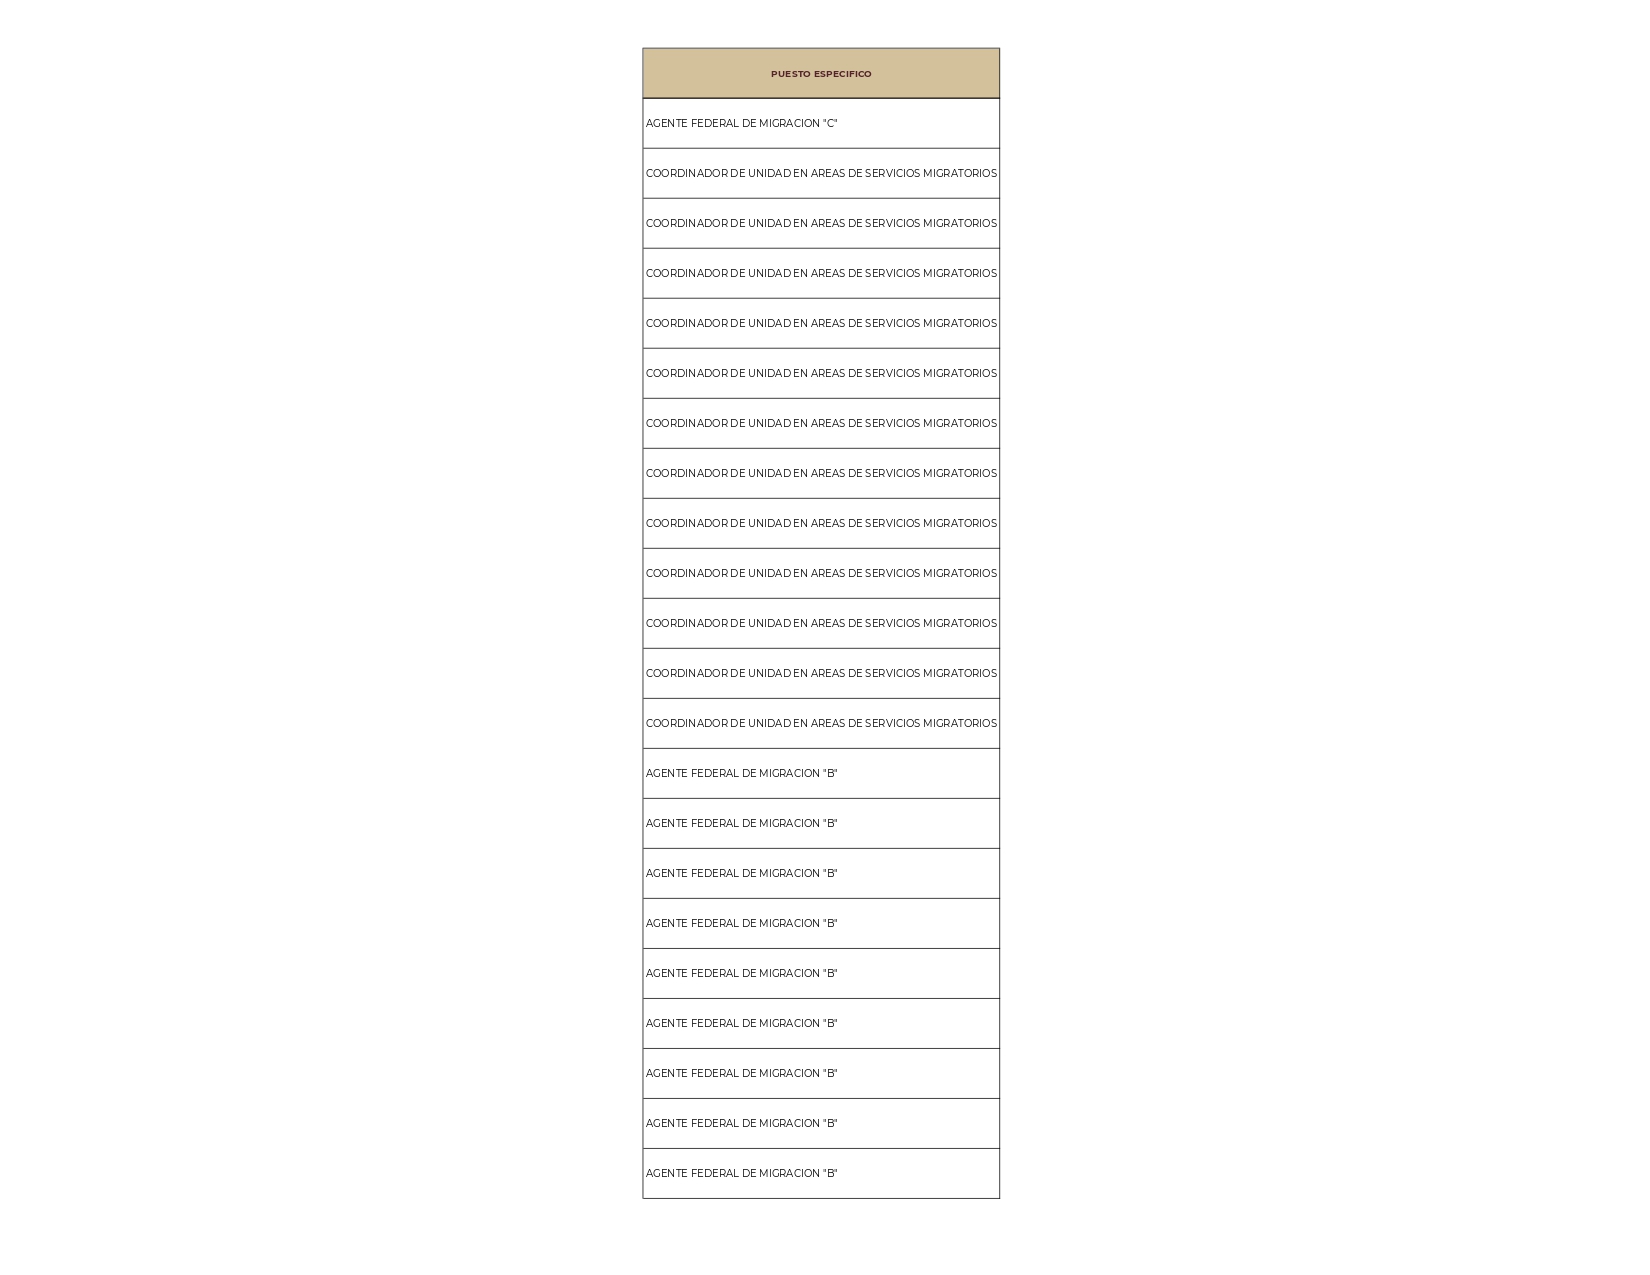 PUESTO ESPECIFICO
AGENTE FEDERAL DE MIGRACION "C"
COORDINADOR DE UNIDAD EN AREAS DE SERVICIOS MIGRATORIOS
COORDINADOR DE UNIDAD EN AREAS DE SERVICIOS MIGRATORIOS
COORDINADOR DE UNIDAD EN AREAS DE SERVICIOS MIGRATORIOS
COORDINADOR DE UNIDAD EN AREAS DE SERVICIOS MIGRATORIOS
COORDINADOR DE UNIDAD EN AREAS DE SERVICIOS MIGRATORIOS
COORDINADOR DE UNIDAD EN AREAS DE SERVICIOS MIGRATORIOS
COORDINADOR DE UNIDAD EN AREAS DE SERVICIOS MIGRATORIOS
COORDINADOR DE UNIDAD EN AREAS DE SERVICIOS MIGRATORIOS
COORDINADOR DE UNIDAD EN AREAS DE SERVICIOS MIGRATORIOS
COORDINADOR DE UNIDAD EN AREAS DE SERVICIOS MIGRATORIOS
COORDINADOR DE UNIDAD EN AREAS DE SERVICIOS MIGRATORIOS
COORDINADOR DE UNIDAD EN AREAS DE SERVICIOS MIGRATORIOS
AGENTE FEDERAL DE MIGRACION "B"
AGENTE FEDERAL DE MIGRACION "B"
AGENTE FEDERAL DE MIGRACION "B"
AGENTE FEDERAL DE MIGRACION "B"
AGENTE FEDERAL DE MIGRACION "B"
AGENTE FEDERAL DE MIGRACION "B"
AGENTE FEDERAL DE MIGRACION "B"
AGENTE FEDERAL DE MIGRACION "B"
AGENTE FEDERAL DE MIGRACION "B"